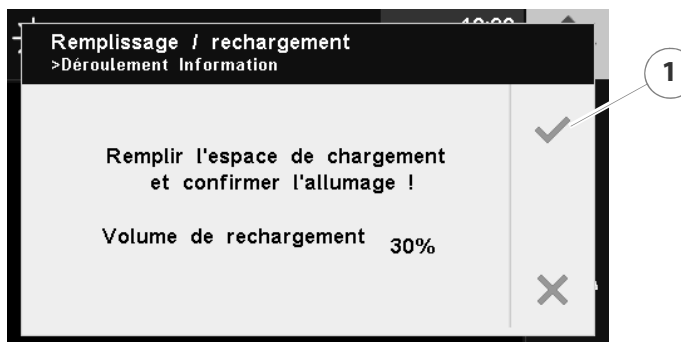 Remplissage / rechargement
>Déroulement Information
1
Remplir l'espace de chargement
et confirmer l'allumage !
Volume de rechargement 30%